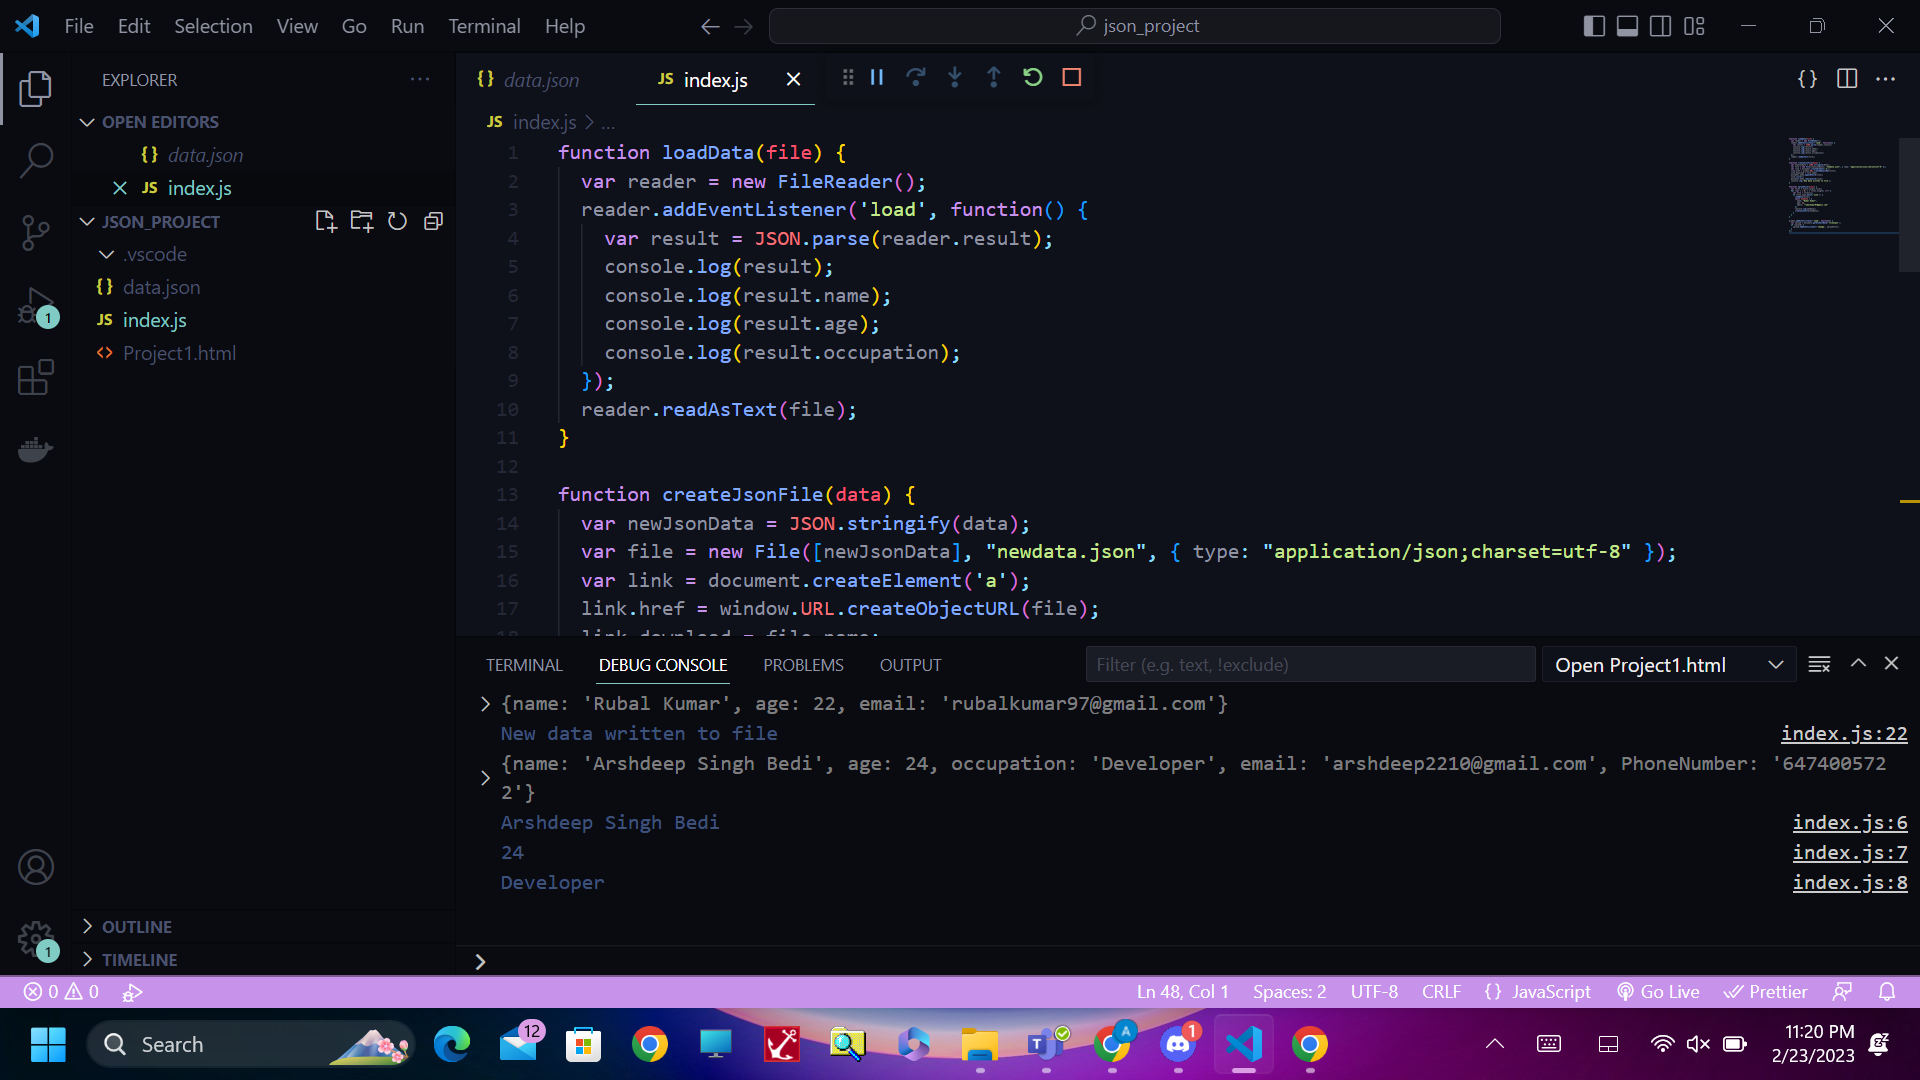 File Edit Selection View Go Run Terminal Help
json_project
EXPLORER
OPEN EDITORS
{} data.json
JS index.js
JSON_PROJECT
.vscode
{} data.json
JS index.js
<> Project1.html
OUTLINE
TIMELINE
{} data.json
JS index.js
JS index.js > ...
1 function loadData(file) {
2 var reader = new FileReader();
3 reader.addEventListener('load', function() {
4 var result = JSON.parse(reader.result);
5 console.log(result);
6 console.log(result.name);
7 console.log(result.age);
8 console.log(result.occupation);
9 });
10 reader.readAsText(file);
11 }
12
13 function createJsonFile(data) {
14 var newJsonData = JSON.stringify(data);
15 var file = new File([newJsonData], "newdata.json", { type: "application/json;charset=utf-8" });
16 var link = document.createElement('a');
17 link.href = window.URL.createObjectURL(file);
18 link.download = file.name;
TERMINAL DEBUG CONSOLE PROBLEMS OUTPUT
Filter (e.g. text, !exclude)
Open Project1.html
{name: 'Rubal Kumar', age: 22, email: 'rubalkumar97@gmail.com'}
New data written to file index.js:22
{name: 'Arshdeep Singh Bedi', age: 24, occupation: 'Developer', email: 'arshdeep2210@gmail.com', PhoneNumber: '647400572
2'}
Arshdeep Singh Bedi index.js:6
24 index.js:7
Developer index.js:8
1
1
0 0
Ln 48, Col 1 Spaces: 2 UTF-8 CRLF {} JavaScript Go Live Prettier
Search
12
A
1
11:20 PM
2/23/2023